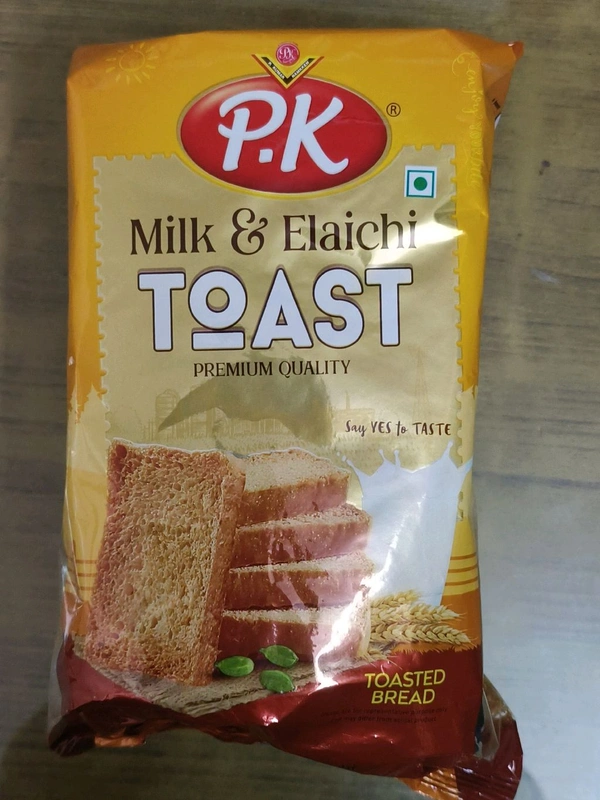 P.K
®
Milk & Elaichi
TOAST
PREMIUM QUALITY
Say YES to TASTE
TOASTED
BREAD